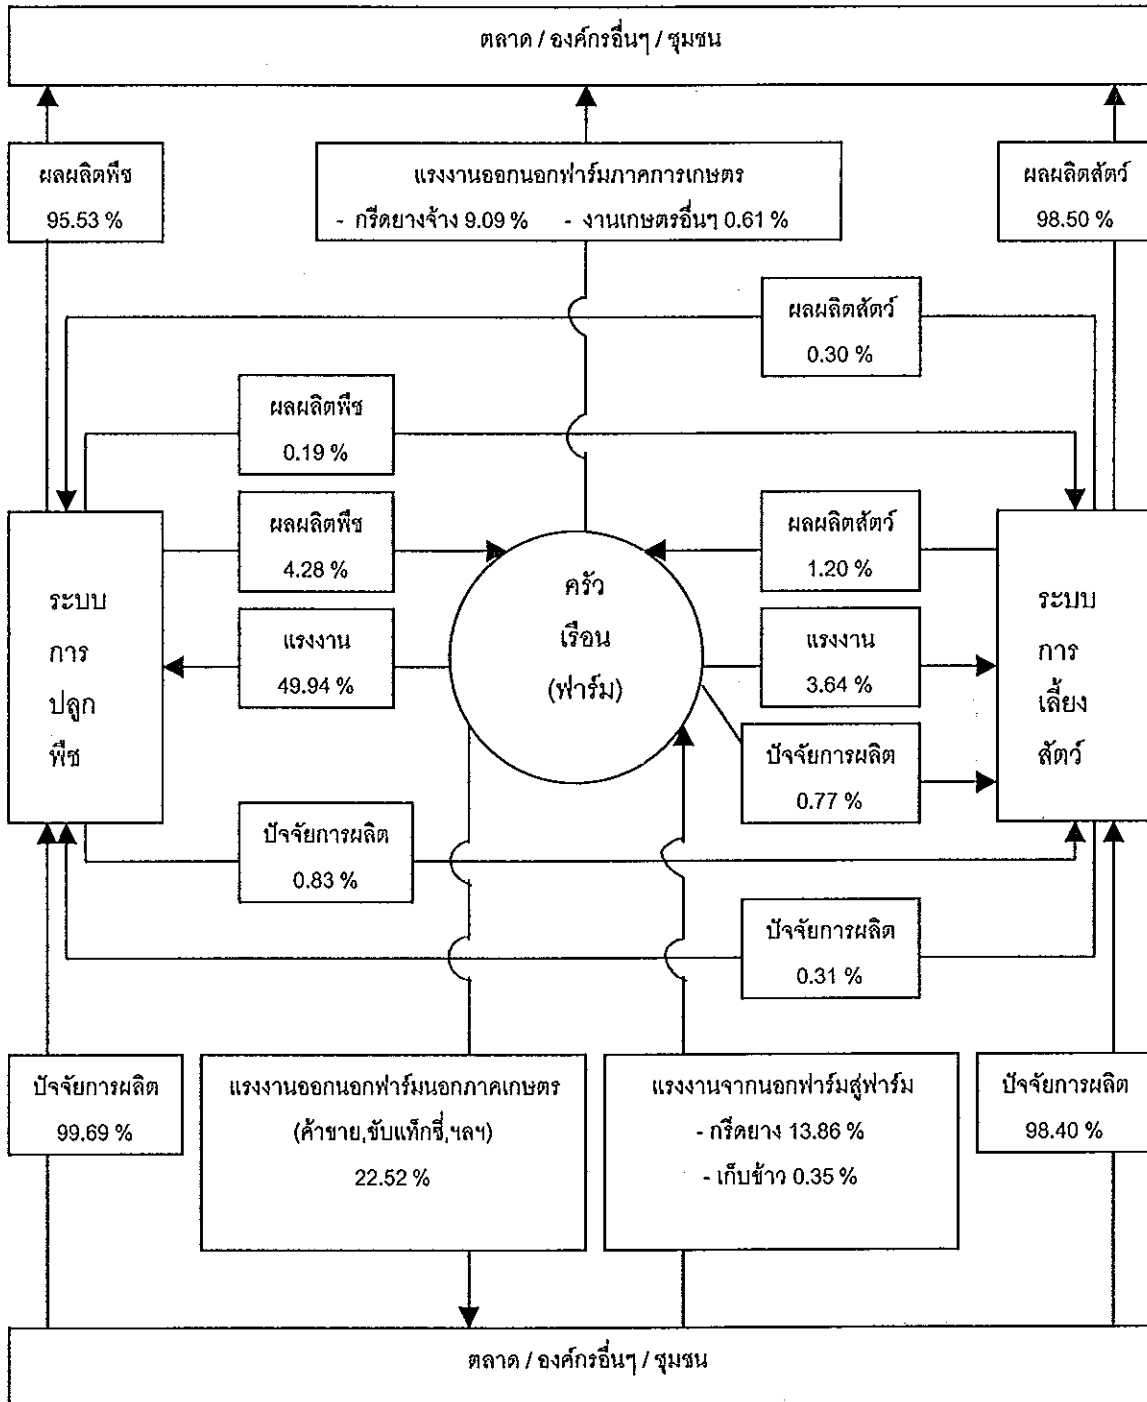 ตลาด / องค์กรอื่นๆ / ชุมชน
ผลผลิตพืช
95.53 %
แรงงานออกนอกฟาร์มภาคการเกษตร
- กรีดยางจ้าง 9.09 % - งานเกษตรอื่นๆ 0.61 %
ผลผลิตสัตว์
98.50 %
ผลผลิตสัตว์
0.30 %
ผลผลิตพืช
0.19 %
ผลผลิตพืช
4.28 %
ผลผลิตสัตว์
1.20 %
ระบบ
การ
ปลูก
พืช
ครัว
เรือน
(ฟาร์ม)
ระบบ
การ
เลี้ยง
สัตว์
แรงงาน
49.94 %
แรงงาน
3.64 %
ปัจจัยการผลิต
0.77 %
ปัจจัยการผลิต
0.83 %
ปัจจัยการผลิต
0.31 %
ปัจจัยการผลิต
99.69 %
แรงงานออกนอกฟาร์มนอกภาคเกษตร
(ค้าขาย,ขับแท็กซี่,ฯลฯ)
22.52 %
แรงงานจากนอกฟาร์มสู่ฟาร์ม
- กรีดยาง 13.86 %
- เก็บข้าว 0.35 %
ปัจจัยการผลิต
98.40 %
ตลาด / องค์กรอื่นๆ / ชุมชน